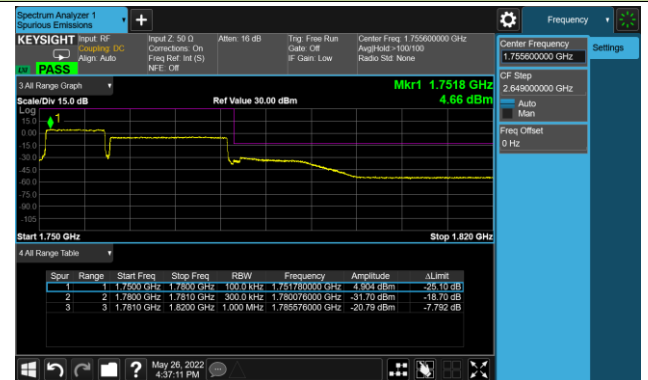 Spectrum Analyzer 1
Spurious Emissions
Frequency
KEYSIGHT
Input: RF
Coupling: DC
Align: Auto
Input Z: 50 Ω
Corrections: On
Freq Ref: Int (S)
NFE: Off
Atten: 16 dB
Trig: Free Run
Gate: Off
IF Gain: Low
Center Freq: 1.755600000 GHz
Avg|Hold:>100/100
Radio Std: None
PASS
Center Frequency
1.755600000 GHz
Settings
CF Step
2.649000000 GHz
Auto
Man
Freq Offset
0 Hz
3 All Range Graph
Mkr1 1.7518 GHz
Scale/Div 15.0 dB
Ref Value 30.00 dBm
4.66 dBm
Log
15.0
1
0.00
-15.0
-30.0
-45.0
-60.0
-75.0
-90.0
-105
Start 1.750 GHz
Stop 1.820 GHz
4 All Range Table
Spur Range Start Freq Stop Freq RBW Frequency Amplitude ΔLimit
1 1 1.7500 GHz 1.7800 GHz 100.0 kHz 1.751780000 GHz 4.904 dBm -25.10 dB
2 2 1.7800 GHz 1.7810 GHz 300.0 kHz 1.780076000 GHz -31.70 dBm -18.70 dB
3 3 1.7810 GHz 1.8200 GHz 1.000 MHz 1.785576000 GHz -20.79 dBm -7.792 dB
?
May 26, 2022
4:37:11 PM